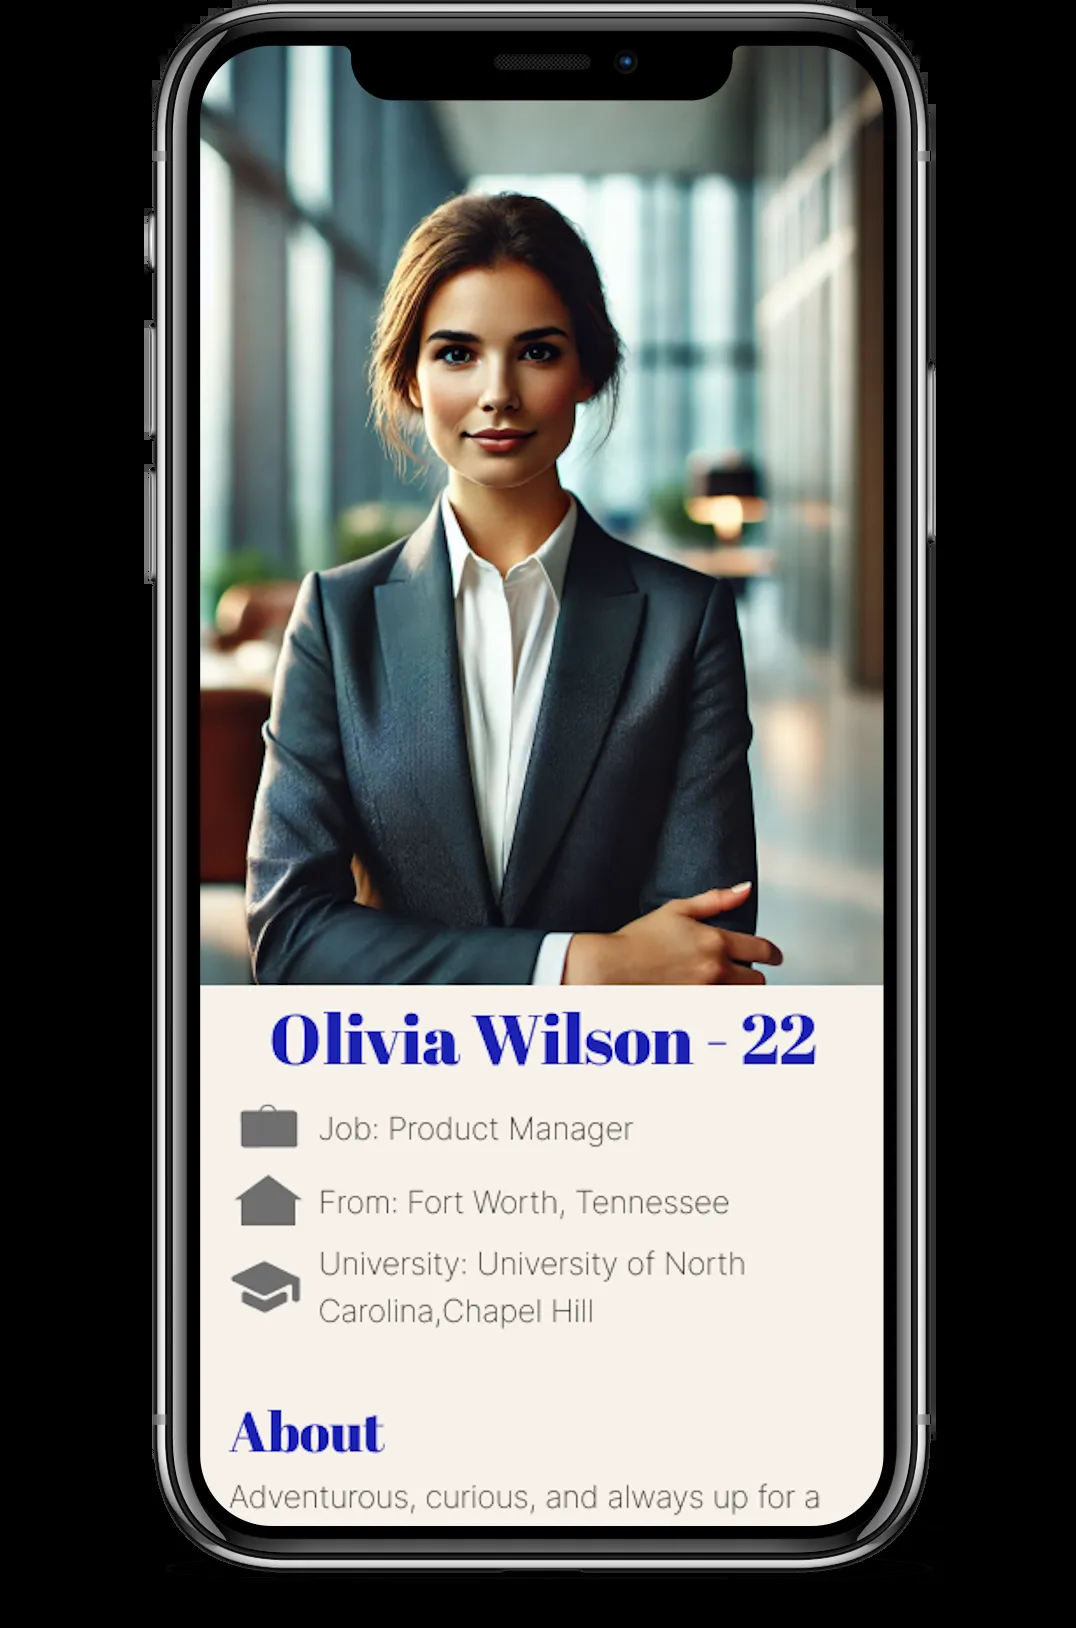 Olivia Wilson - 22
Job: Product Manager
From: Fort Worth, Tennessee
University: University of North
Carolina,Chapel Hill
About
Adventurous, curious, and always up for a